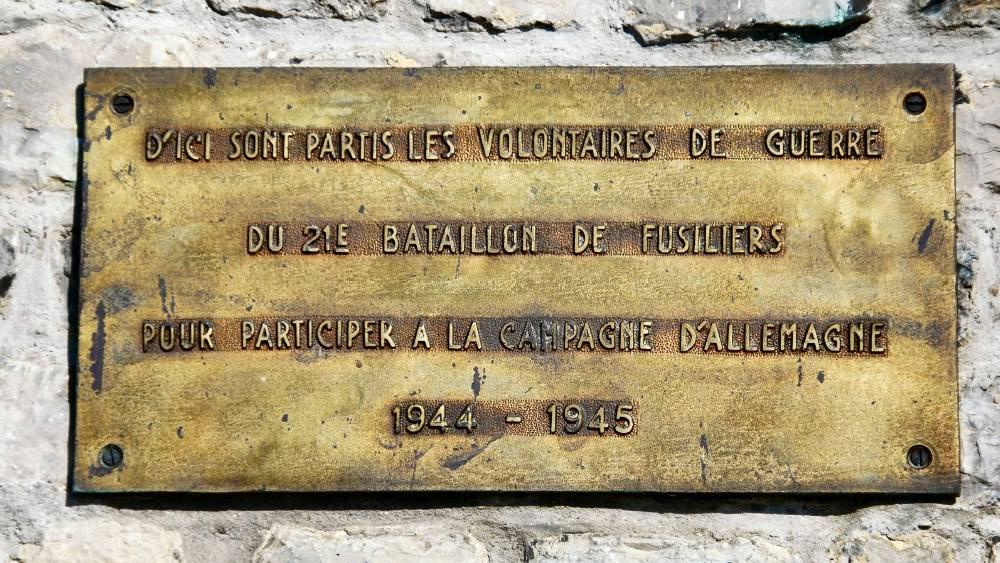 D'ICI SONT PARTIS LES VOLONTAIRES DE GUERRE
DU 21E BATAILLON DE FUSILIERS
POUR PARTICIPER A LA CAMPAGNE D'ALLEMAGNE
1944 - 1945